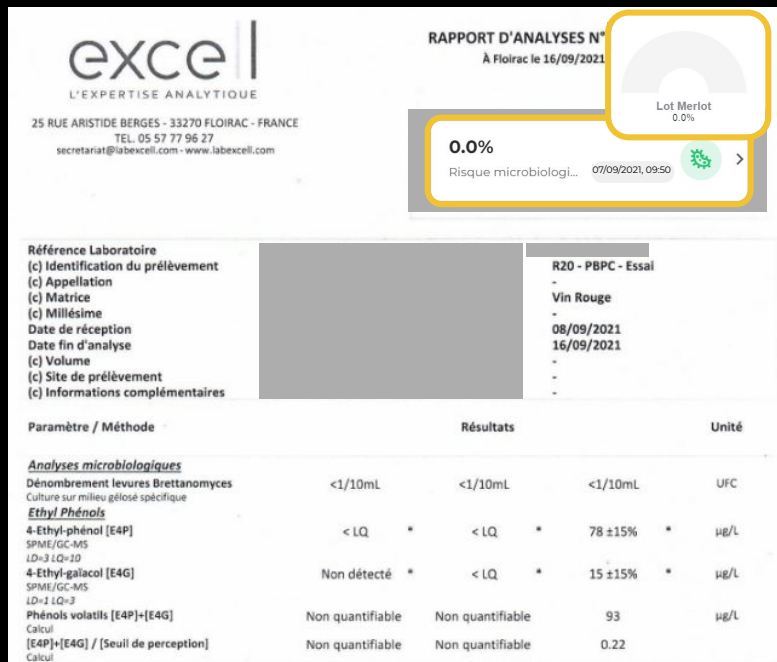 excell
L'EXPERTISE ANALYTIQUE
25 RUE ARISTIDE BERGES - 33270 FLOIRAC - FRANCE
TEL. 05 57 77 96 27
secretariat@labexcell.com - www.labexcell.com
RAPPORT D'ANALYSES N°
À Floirac le 16/09/2021
Lot Merlot
0.0%
0.0%
Risque microbiologi... 07/09/2021, 09:50
Référence Laboratoire
(c) Identification du prélèvement R20 - PBPC - Essai
(c) Appellation -
(c) Matrice Vin Rouge
(c) Millésime -
Date de réception 08/09/2021
Date fin d'analyse 16/09/2021
(c) Volume -
(c) Site de prélèvement -
(c) Informations complémentaires -
Paramètre / Méthode Résultats Unité
Analyses microbiologiques
Dénombrement levures Brettanomyces <1/10mL <1/10mL <1/10mL UFC
Culture sur milieu gélosé spécifique
Ethyl Phénols
4-Ethyl-phénol [E4P] < LQ * < LQ * 78 ±15% * µg/L
SPME/GC-MS
LD=3 LQ=10
4-Ethyl-gaïacol [E4G] Non détecté * < LQ * 15 ±15% * µg/L
SPME/GC-MS
LD=1 LQ=3
Phénols volatils [E4P]+[E4G] Non quantifiable Non quantifiable 93 µg/L
Calcul
[E4P]+[E4G] / [Seuil de perception] Non quantifiable Non quantifiable 0.22
Calcul